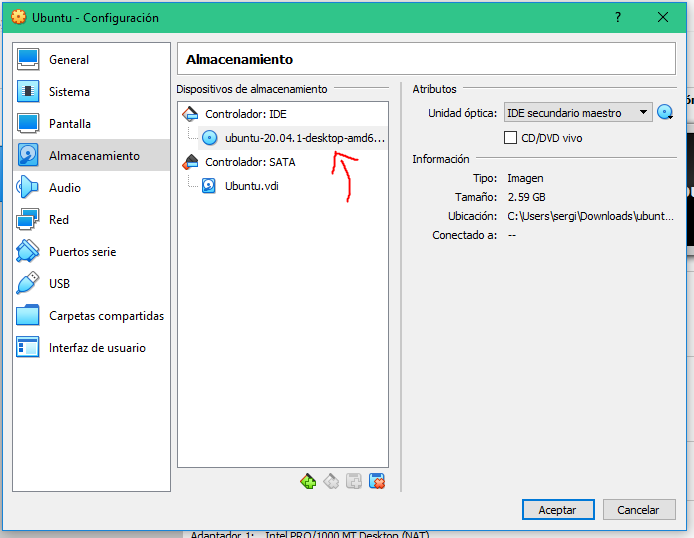 Ubuntu - Configuración
?
General
Sistema
Pantalla
Almacenamiento
Audio
Red
Puertos serie
USB
Carpetas compartidas
Interfaz de usuario
Almacenamiento
Dispositivos de almacenamiento
Controlador: IDE
ubuntu-20.04.1-desktop-amd6...
Controlador: SATA
Ubuntu.vdi
Atributos
Unidad óptica: IDE secundario maestro
CD/DVD vivo
Información
Tipo: Imagen
Tamaño: 2.59 GB
Ubicación: C:\Users\sergi\Downloads\ubunt...
Conectado a: --
Aceptar Cancelar
Adaptador 1: Intel PRO/1000 MT Desktop (NAT)